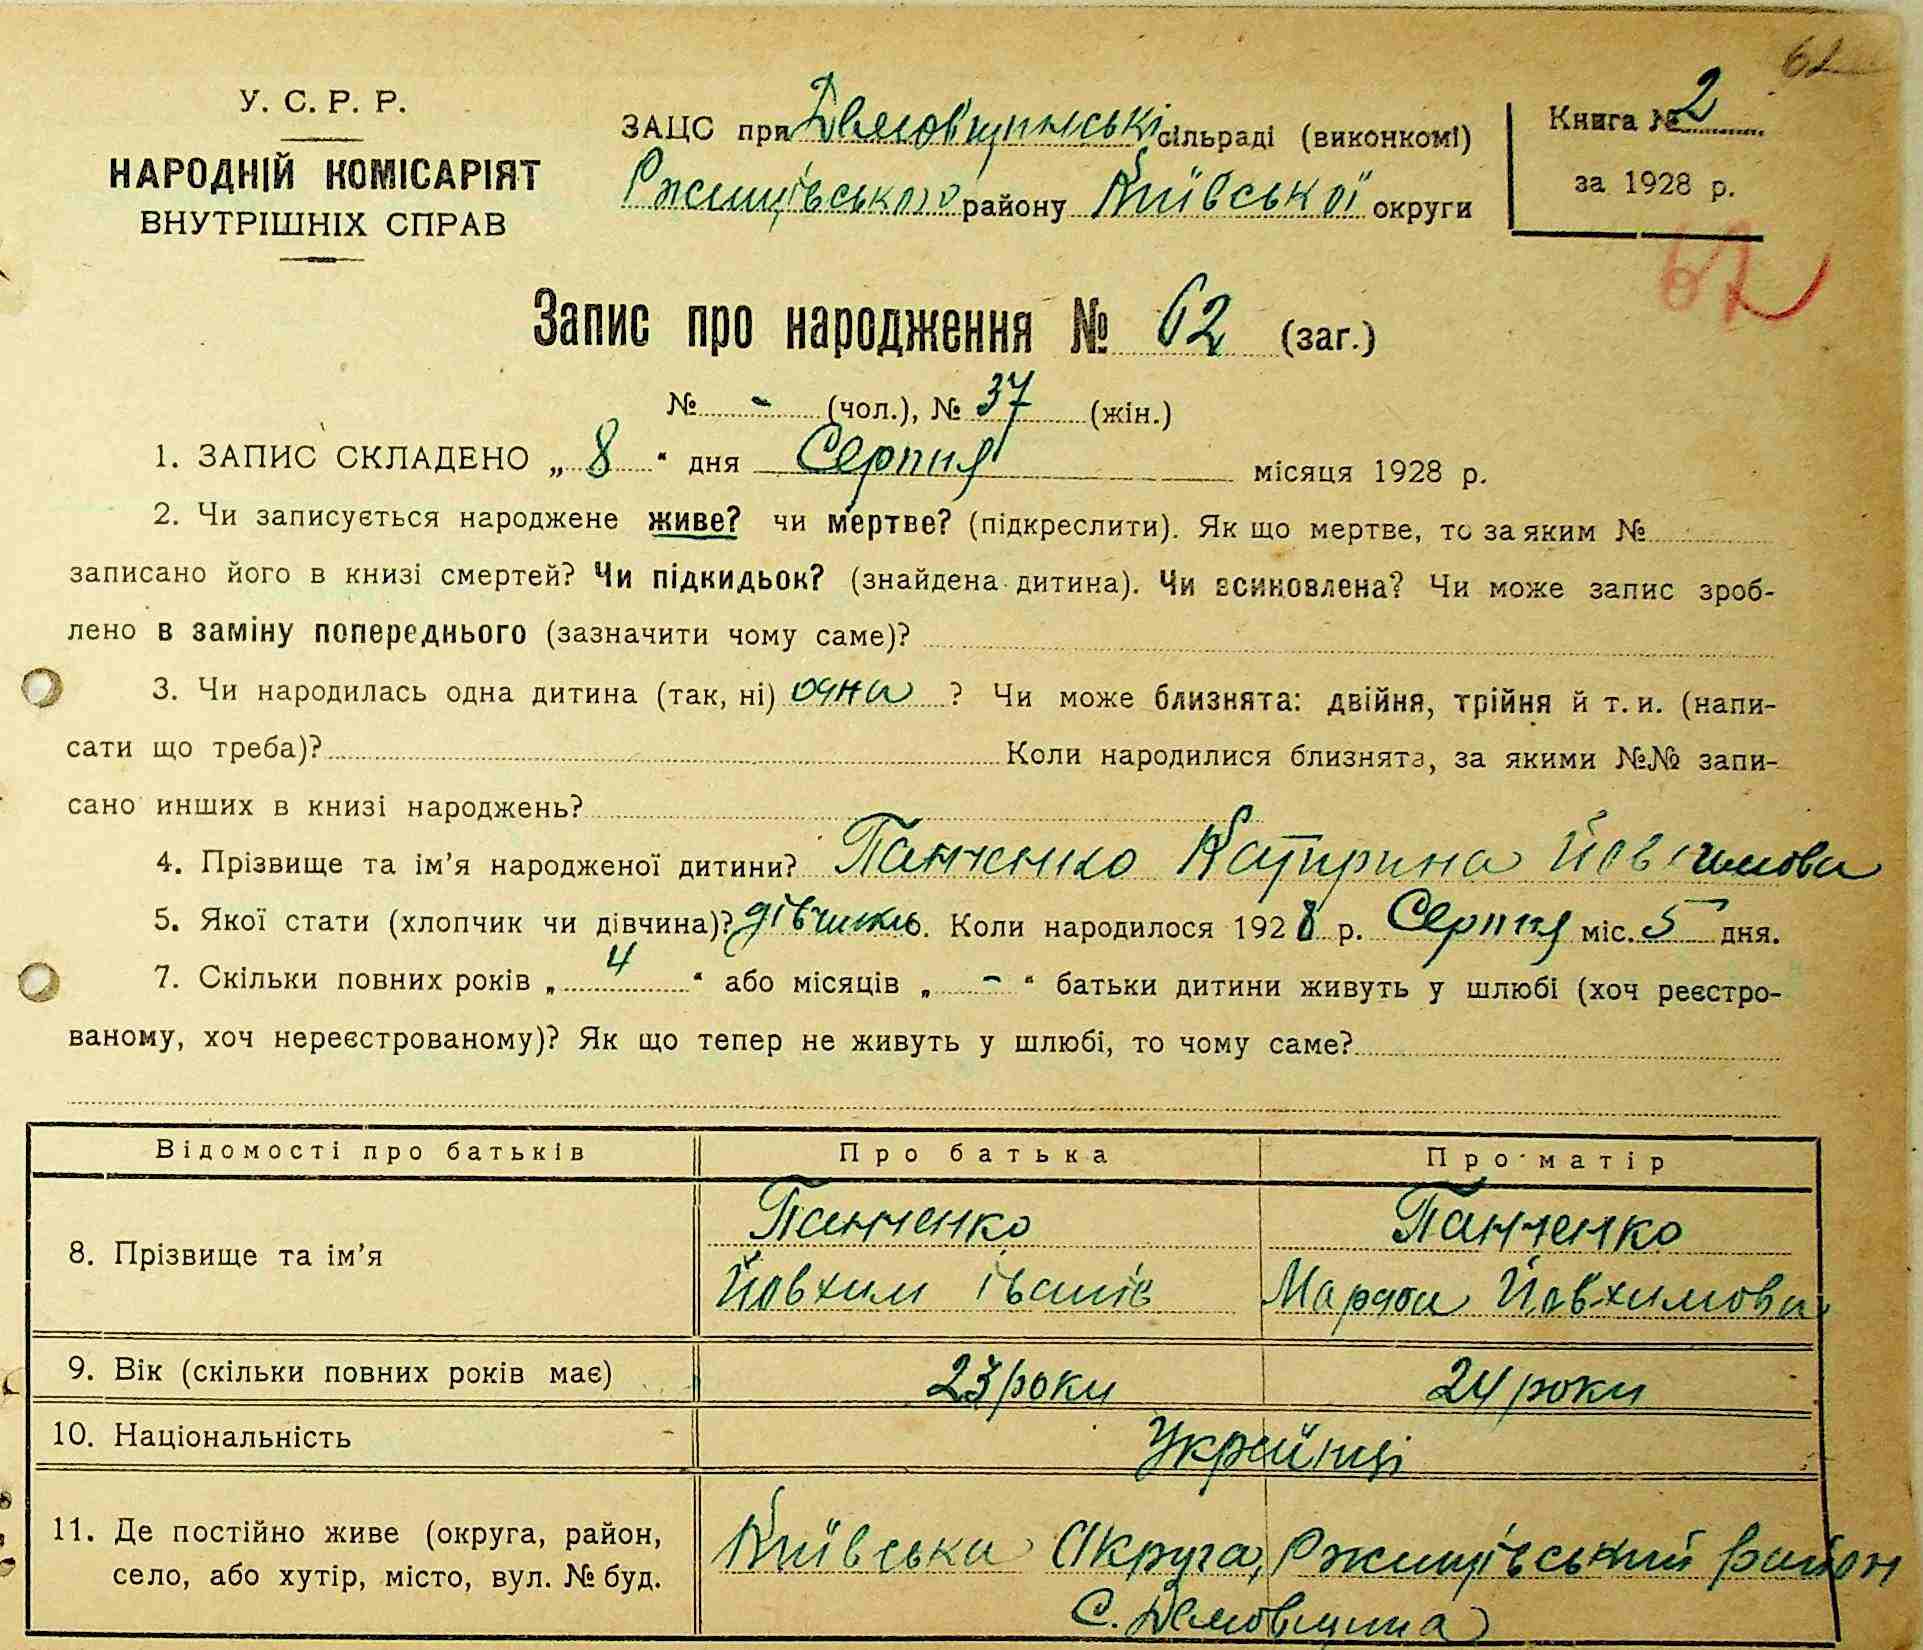 62
У. С. Р. Р.
НАРОДНІЙ КОМІСАРІЯТ
ВНУТРІШНІХ СПРАВ
ЗАЦС при Демовщинські сільраді (виконкомі)
Ржищівського району Київської округи
Книга № 2
за 1928 р.
62
Запис про народження № 62 (заг.)
№ - (чол.), № 37 (жін.)
1. ЗАПИС СКЛАДЕНО „ 8 “ дня Серпня місяця 1928 р.
2. Чи записується народжене живе? чи мертве? (підкреслити). Як що мертве, то за яким №
записано його в книзі смертей? Чи підкидьок? (знайдена дитина). Чи всиновлена? Чи може запис зроб-
лено в заміну попереднього (зазначити чому саме)?
3. Чи народилась одна дитина (так, ні) одна ? Чи може близнята: двійня, трійня й т. и. (напи-
сати що треба)? Коли народилися близнята, за якими №№ запи-
сано инших в книзі народжень?
4. Прізвище та ім’я народженої дитини? Панченко Катирина Йовхимова
5. Якої стати (хлопчик чи дівчина)? дівчина. Коли народилося 1928 р. Серпня міс. 5 дня.
7. Скільки повних років „ 4 “ або місяців „ - “ батьки дитини живуть у шлюбі (хоч реєстро-
ваному, хоч нереєстрованому)? Як що тепер не живуть у шлюбі, то чому саме?
Відомості про батьків Про батька Про матір
8. Прізвище та ім’я
Панченко Панченко
Йовхим Іванів Марфа Йовхимова
9. Вік (скільки повних років має) 23 роки 24 роки
10. Національність Українці
11. Де постійно живе (округа, район,
село, або хутір, місто, вул. № буд.
Київська Округа, Ржищівський район
С. Демовщина